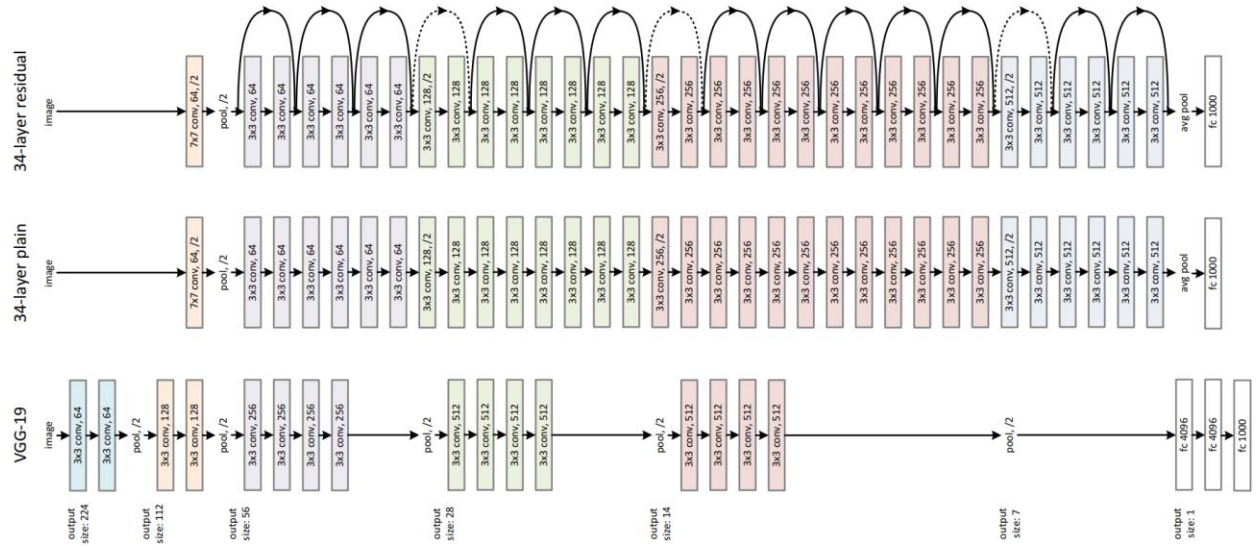 output
size: 224
output
size: 112
output
size: 56
output
size: 28
output
size: 14
output
size: 7
output
size: 1
VGG-19
image
3x3 conv, 64
3x3 conv, 64
pool, /2
3x3 conv, 128
3x3 conv, 128
pool, /2
3x3 conv, 256
3x3 conv, 256
3x3 conv, 256
3x3 conv, 256
pool, /2
3x3 conv, 512
3x3 conv, 512
3x3 conv, 512
3x3 conv, 512
pool, /2
3x3 conv, 512
3x3 conv, 512
3x3 conv, 512
3x3 conv, 512
pool, /2
fc 4096
fc 4096
fc 1000
34-layer plain
image
7x7 conv, 64, /2
pool, /2
3x3 conv, 64
3x3 conv, 64
3x3 conv, 64
3x3 conv, 64
3x3 conv, 64
3x3 conv, 64
3x3 conv, 128, /2
3x3 conv, 128
3x3 conv, 128
3x3 conv, 128
3x3 conv, 128
3x3 conv, 128
3x3 conv, 128
3x3 conv, 128
3x3 conv, 256, /2
3x3 conv, 256
3x3 conv, 256
3x3 conv, 256
3x3 conv, 256
3x3 conv, 256
3x3 conv, 256
3x3 conv, 256
3x3 conv, 256
3x3 conv, 256
3x3 conv, 256
3x3 conv, 256
3x3 conv, 512, /2
3x3 conv, 512
3x3 conv, 512
3x3 conv, 512
3x3 conv, 512
3x3 conv, 512
avg pool
fc 1000
34-layer residual
image
7x7 conv, 64, /2
pool, /2
3x3 conv, 64
3x3 conv, 64
3x3 conv, 64
3x3 conv, 64
3x3 conv, 64
3x3 conv, 64
3x3 conv, 128, /2
3x3 conv, 128
3x3 conv, 128
3x3 conv, 128
3x3 conv, 128
3x3 conv, 128
3x3 conv, 128
3x3 conv, 128
3x3 conv, 256, /2
3x3 conv, 256
3x3 conv, 256
3x3 conv, 256
3x3 conv, 256
3x3 conv, 256
3x3 conv, 256
3x3 conv, 256
3x3 conv, 256
3x3 conv, 256
3x3 conv, 256
3x3 conv, 256
3x3 conv, 512, /2
3x3 conv, 512
3x3 conv, 512
3x3 conv, 512
3x3 conv, 512
3x3 conv, 512
avg pool
fc 1000